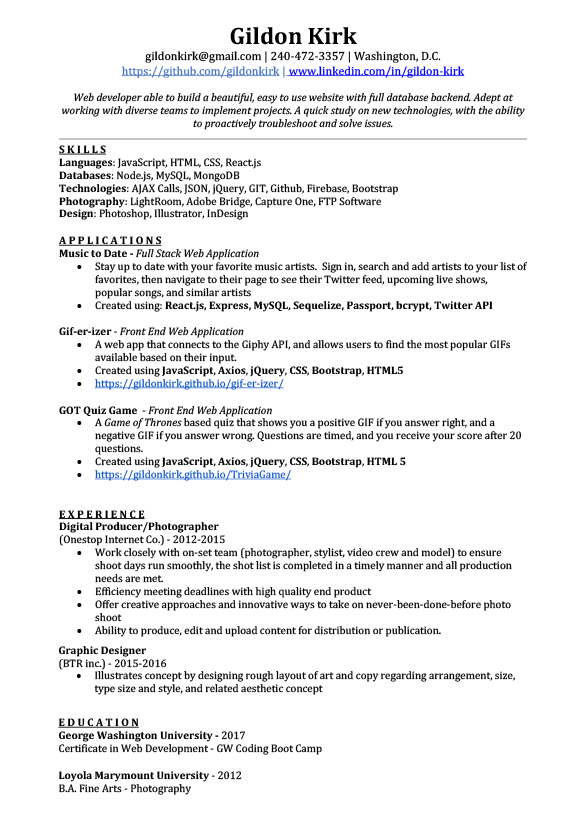 Gildon Kirk
gildonkirk@gmail.com | 240-472-3357 | Washington, D.C.
https://github.com/gildonkirk | www.linkedin.com/in/gildon-kirk
Web developer able to build a beautiful, easy to use website with full database backend. Adept at
working with diverse teams to implement projects. A quick study on new technologies, with the ability
to proactively troubleshoot and solve issues.
SKILLS
Languages: JavaScript, HTML, CSS, React.js
Databases: Node.js, MySQL, MongoDB
Technologies: AJAX Calls, JSON, jQuery, GIT, Github, Firebase, Bootstrap
Photography: LightRoom, Adobe Bridge, Capture One, FTP Software
Design: Photoshop, Illustrator, InDesign
APPLICATIONS
Music to Date - Full Stack Web Application
• Stay up to date with your favorite music artists. Sign in, search and add artists to your list of
favorites, then navigate to their page to see their Twitter feed, upcoming live shows,
popular songs, and similar artists
• Created using: React.js, Express, MySQL, Sequelize, Passport, bcrypt, Twitter API
Gif-er-izer - Front End Web Application
• A web app that connects to the Giphy API, and allows users to find the most popular GIFs
available based on their input.
• Created using JavaScript, Axios, jQuery, CSS, Bootstrap, HTML5
• https://gildonkirk.github.io/gif-er-izer/
GOT Quiz Game - Front End Web Application
• A Game of Thrones based quiz that shows you a positive GIF if you answer right, and a
negative GIF if you answer wrong. Questions are timed, and you receive your score after 20
questions.
• Created using JavaScript, Axios, jQuery, CSS, Bootstrap, HTML 5
• https://gildonkirk.github.io/TriviaGame/
EXPERIENCE
Digital Producer/Photographer
(Onestop Internet Co.) - 2012-2015
• Work closely with on-set team (photographer, stylist, video crew and model) to ensure
shoot days run smoothly, the shot list is completed in a timely manner and all production
needs are met.
• Efficiency meeting deadlines with high quality end product
• Offer creative approaches and innovative ways to take on never-been-done-before photo
shoot
• Ability to produce, edit and upload content for distribution or publication.
Graphic Designer
(BTR inc.) - 2015-2016
• Illustrates concept by designing rough layout of art and copy regarding arrangement, size,
type size and style, and related aesthetic concept
EDUCATION
George Washington University - 2017
Certificate in Web Development - GW Coding Boot Camp
Loyola Marymount University - 2012
B.A. Fine Arts - Photography